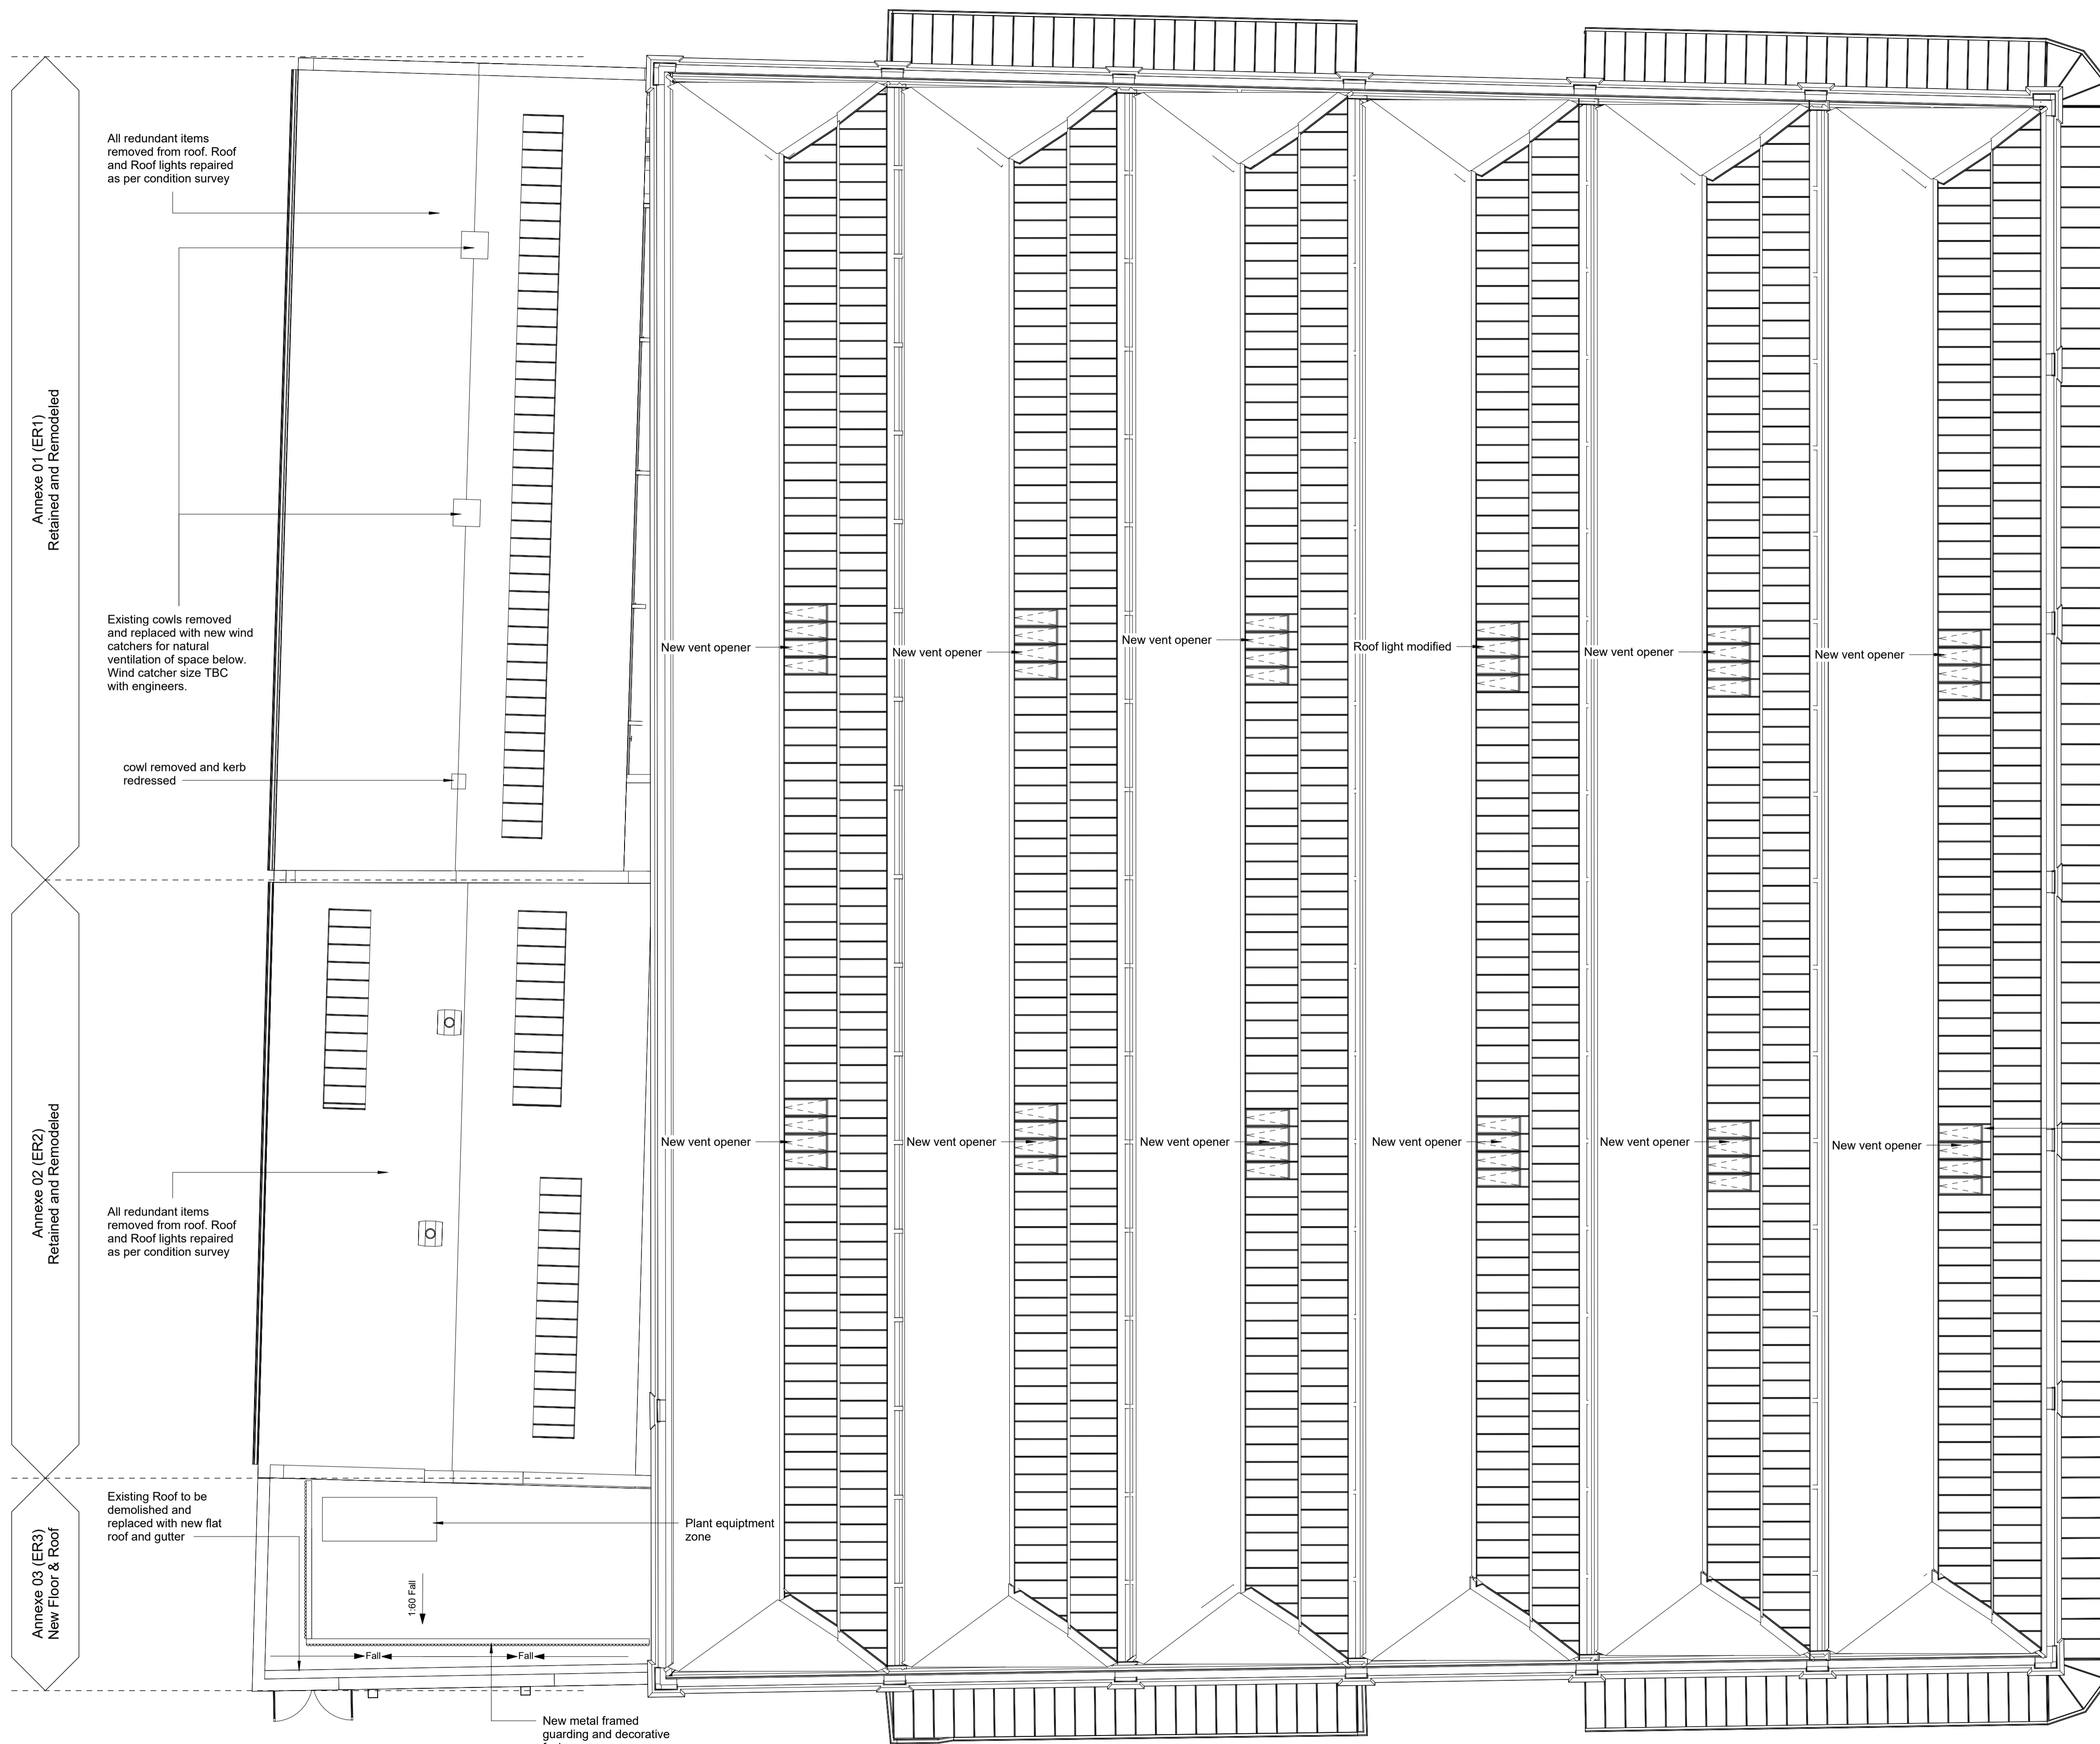 Annexe 01 (ER1)
Retained and Remodeled
All redundant items
removed from roof. Roof
and Roof lights repaired
as per condition survey
Existing cowls removed
and replaced with new wind
catchers for natural
ventilation of space below.
Wind catcher size TBC
with engineers.
cowl removed and kerb
redressed
New vent opener
New vent opener
New vent opener
Roof light modified
New vent opener
New vent opener
Annexe 02 (ER2)
Retained and Remodeled
All redundant items
removed from roof. Roof
and Roof lights repaired
as per condition survey
New vent opener
New vent opener
New vent opener
New vent opener
New vent opener
New vent opener
Annexe 03 (ER3)
New Floor & Roof
Existing Roof to be
demolished and
replaced with new flat
roof and gutter
Plant equiptment
zone
1:60 Fall
Fall
Fall
New metal framed
guarding and decorative